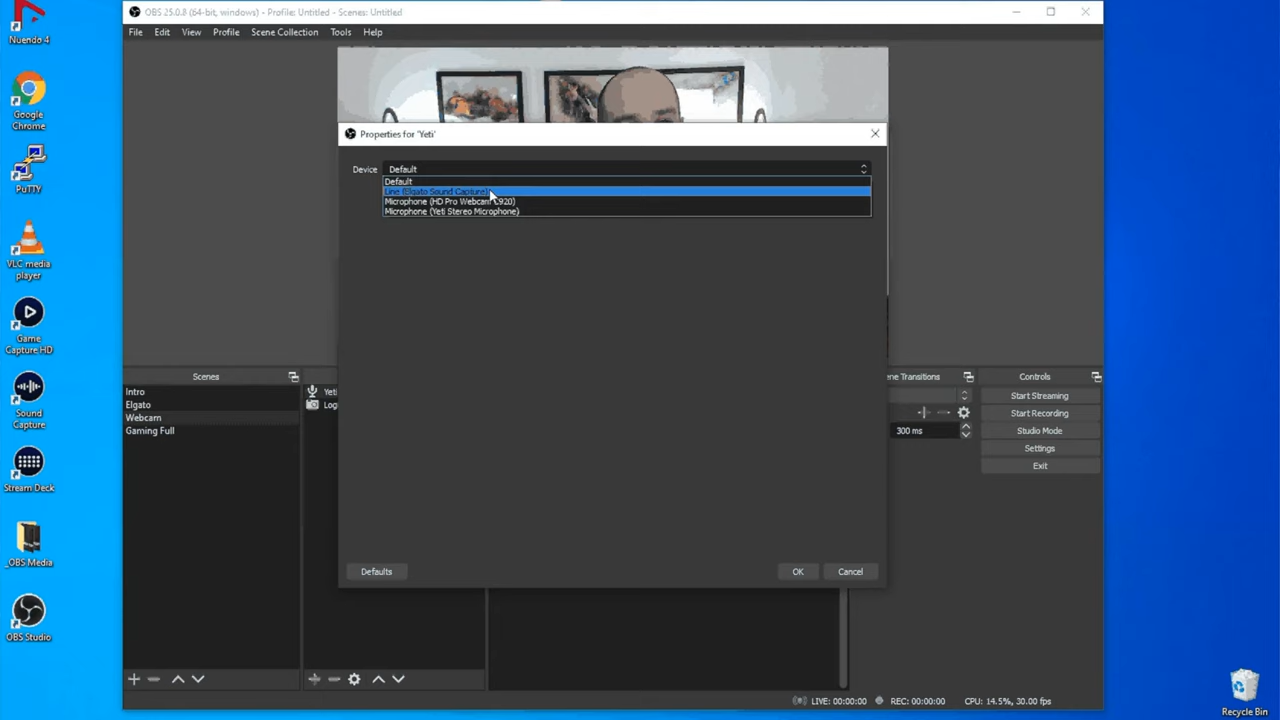 Nuendo 4
Google
Chrome
PuTTY
VLC media
player
Game
Capture HD
Sound
Capture
Stream Deck
_OBS Media
OBS Studio
OBS 25.0.8 (64-bit, windows) - Profile: Untitled - Scenes: Untitled
File Edit View Profile Scene Collection Tools Help
Properties for 'Yeti'
Device Default
Default
Line (Elgato Sound Capture)
Microphone (HD Pro Webcam C920)
Microphone (Yeti Stereo Microphone)
Defaults OK Cancel
Scenes
Intro
Elgato
Webcam
Gaming Full
Yeti
Logi
ene Transitions
300 ms
Controls
Start Streaming
Start Recording
Studio Mode
Settings
Exit
LIVE: 00:00:00 REC: 00:00:00 CPU: 14.5%, 30.00 fps
Recycle Bin